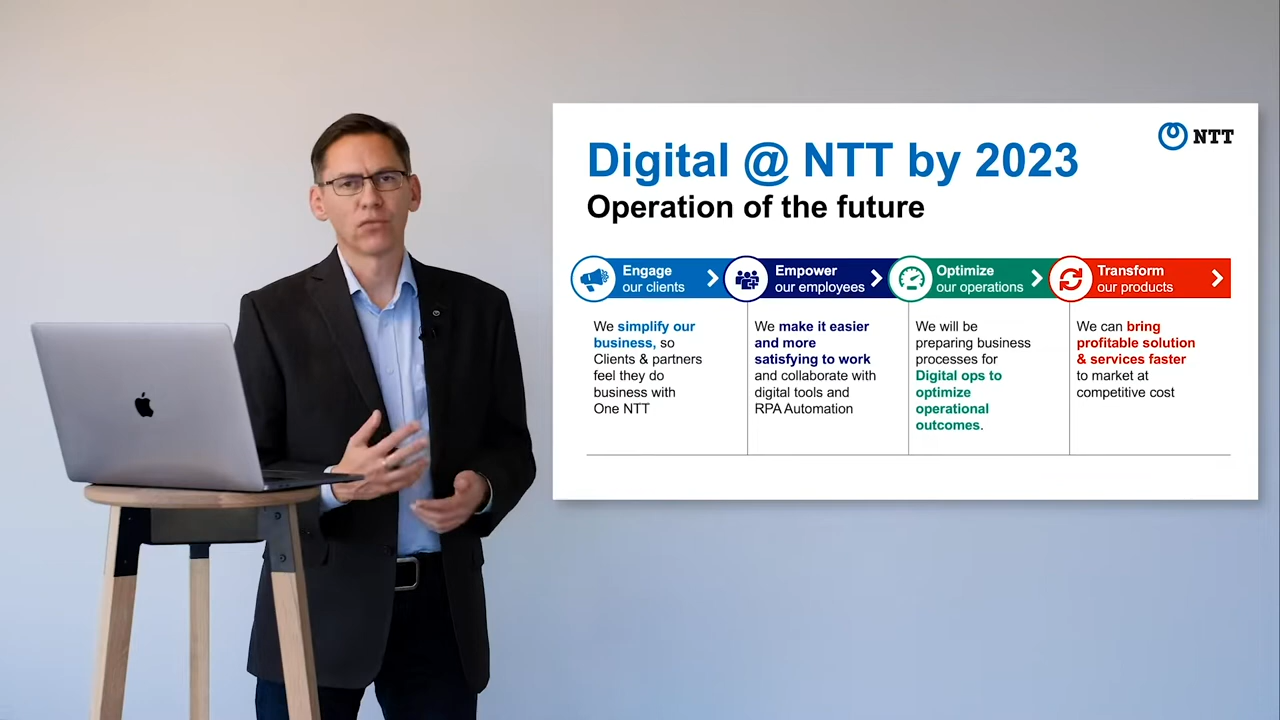 NTT
Digital @ NTT by 2023
Operation of the future
Engage
our clients
Empower
our employees
Optimize
our operations
Transform
our products
We simplify our
business, so
Clients & partners
feel they do
business with
One NTT
We make it easier
and more
satisfying to work
and collaborate with
digital tools and
RPA Automation
We will be
preparing business
processes for
Digital ops to
optimize
operational
outcomes.
We can bring
profitable solution
& services faster
to market at
competitive cost